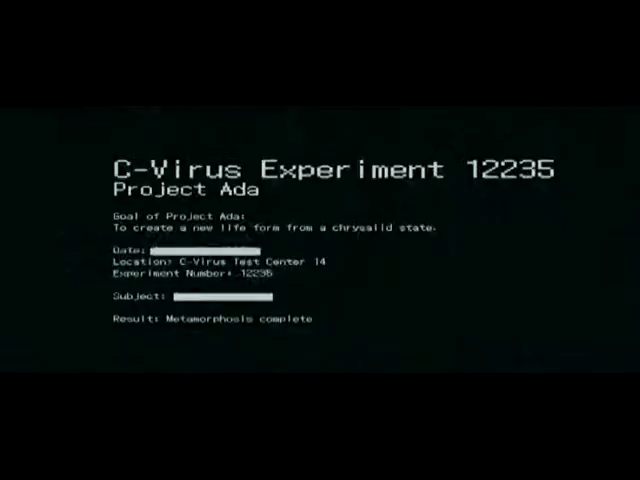 C-Virus Experiment 12235
Project Ada
Goal of Project Ada:
To create a new life form from a chrysalid state.
Date:
Location: C-Virus Test Center 14
Experiment Number: 12235
Subject:
Result: Metamorphosis complete